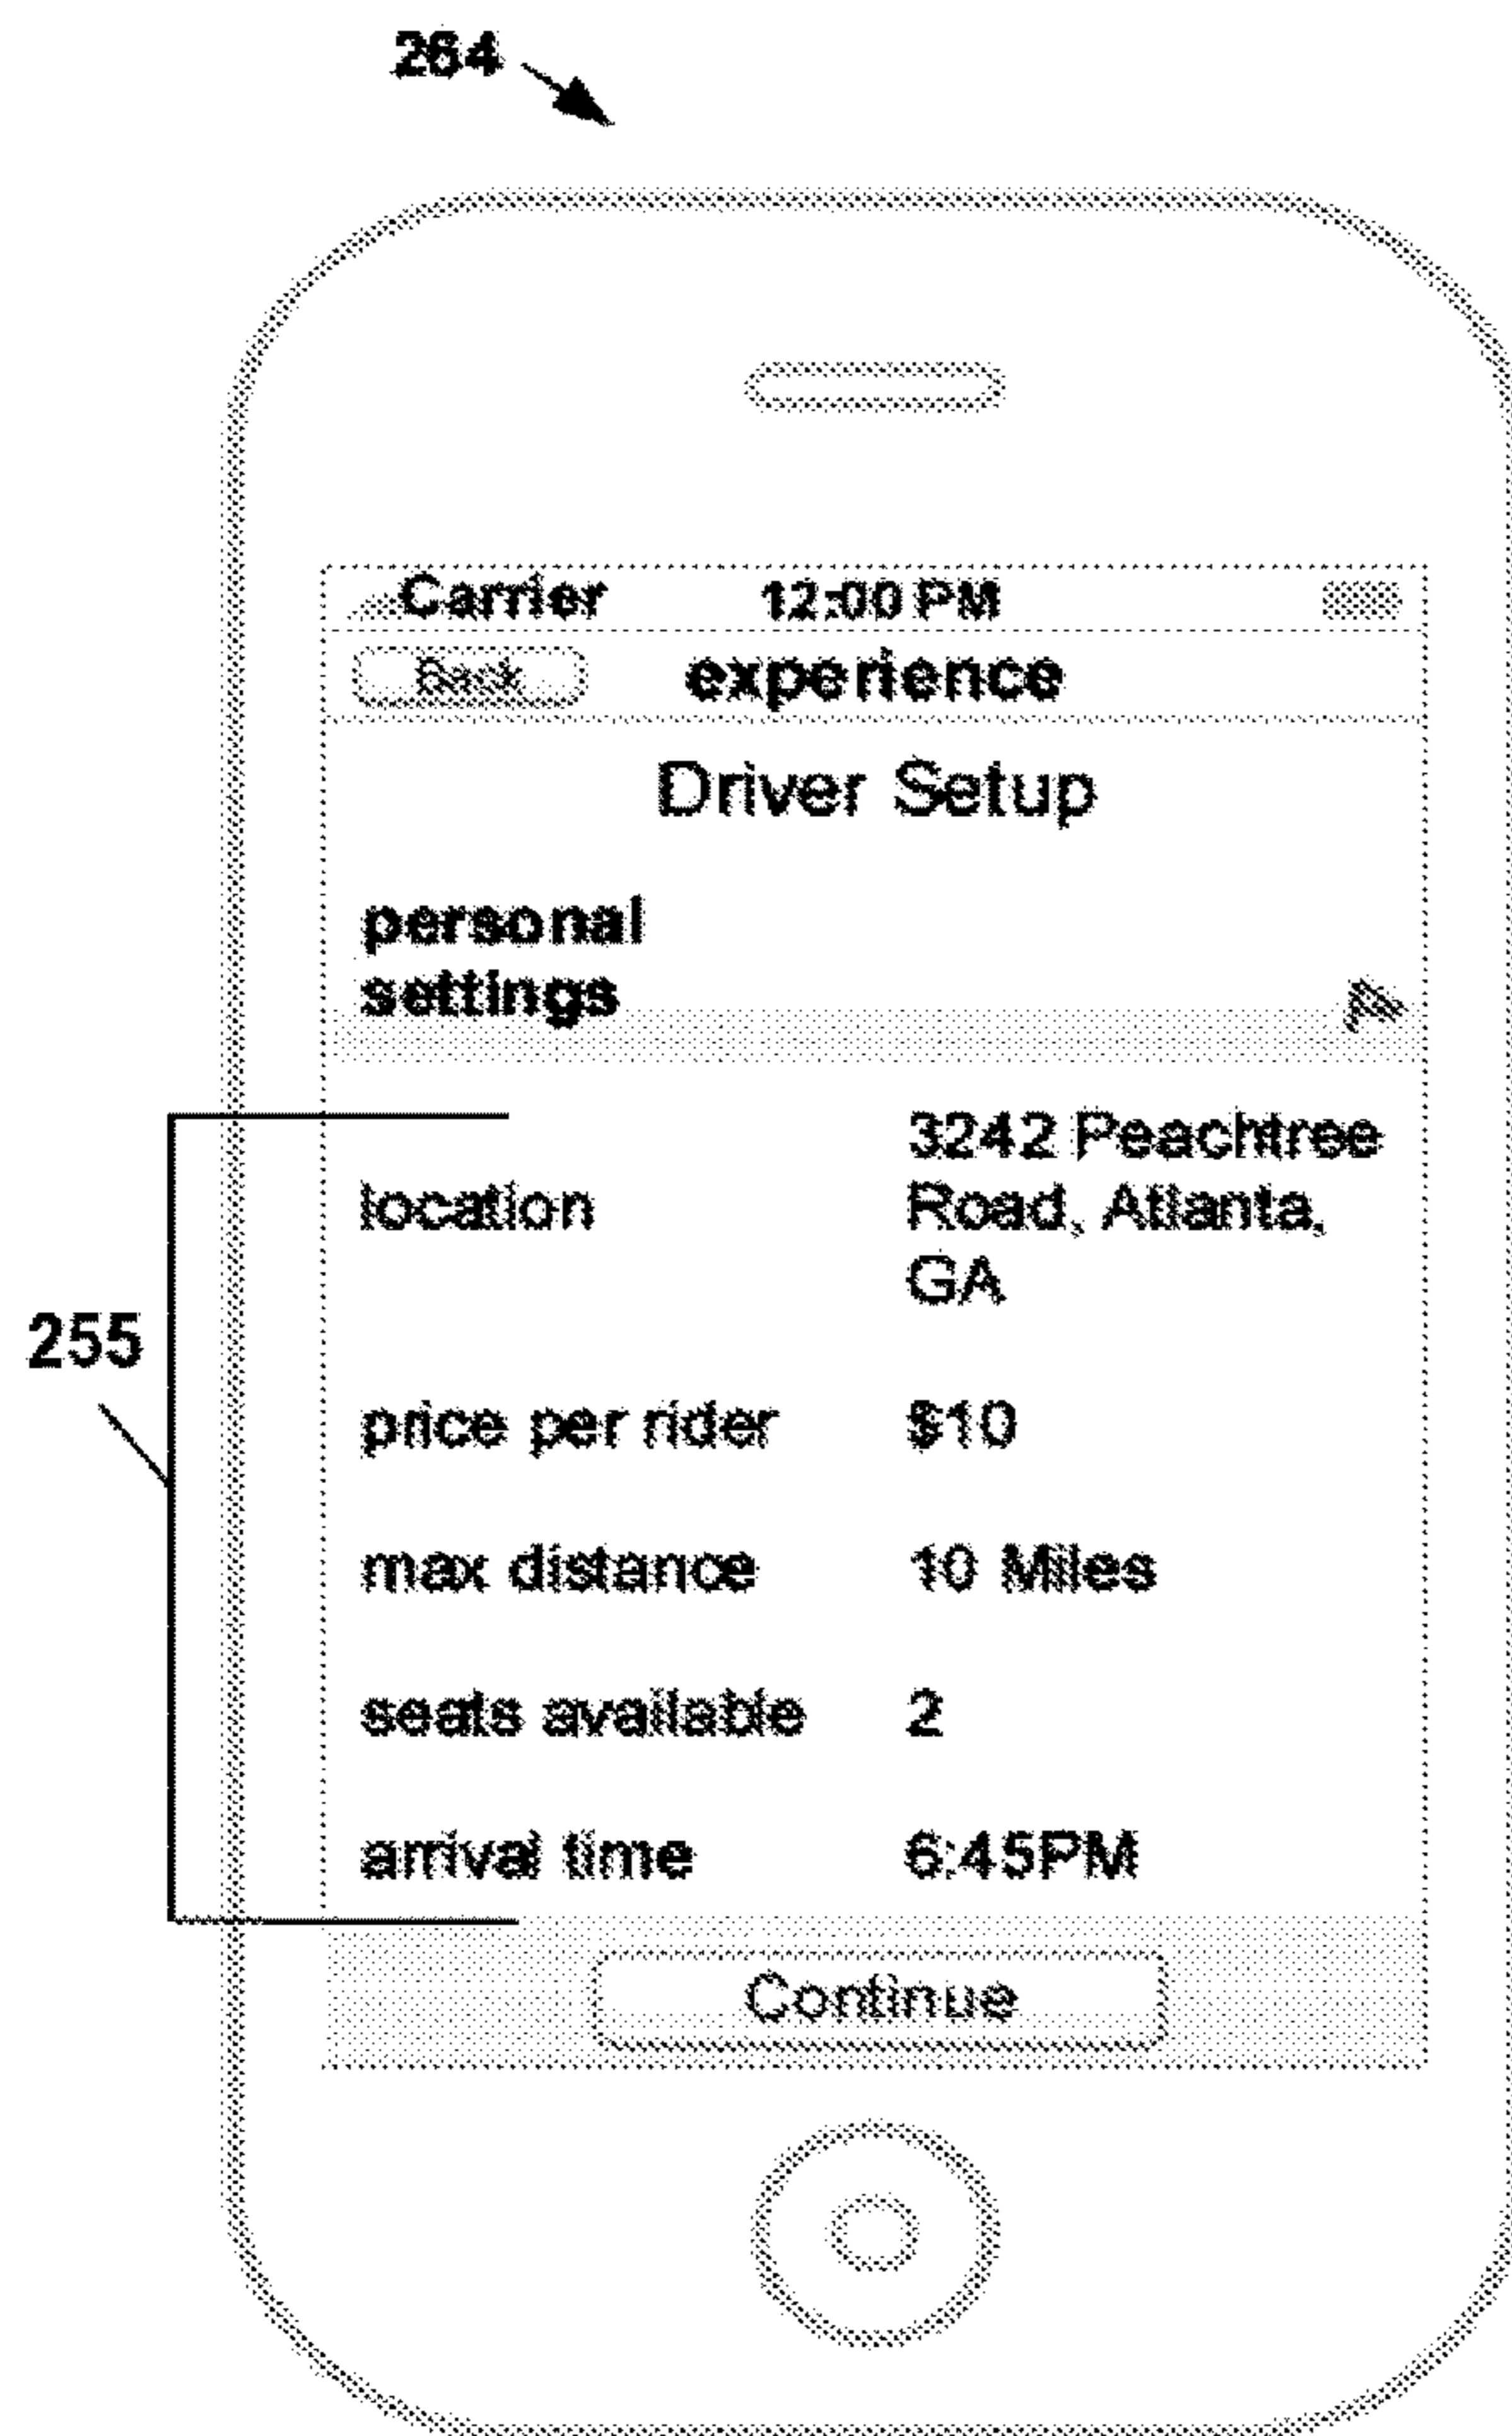 264
Carrier 12:00 PM
Back experience
Driver Setup
personal
settings
3242 Peachtree
location Road, Atlanta,
GA
255
price per rider $10
max distance 10 Miles
seats available 2
arrival time 6:45PM
Continue